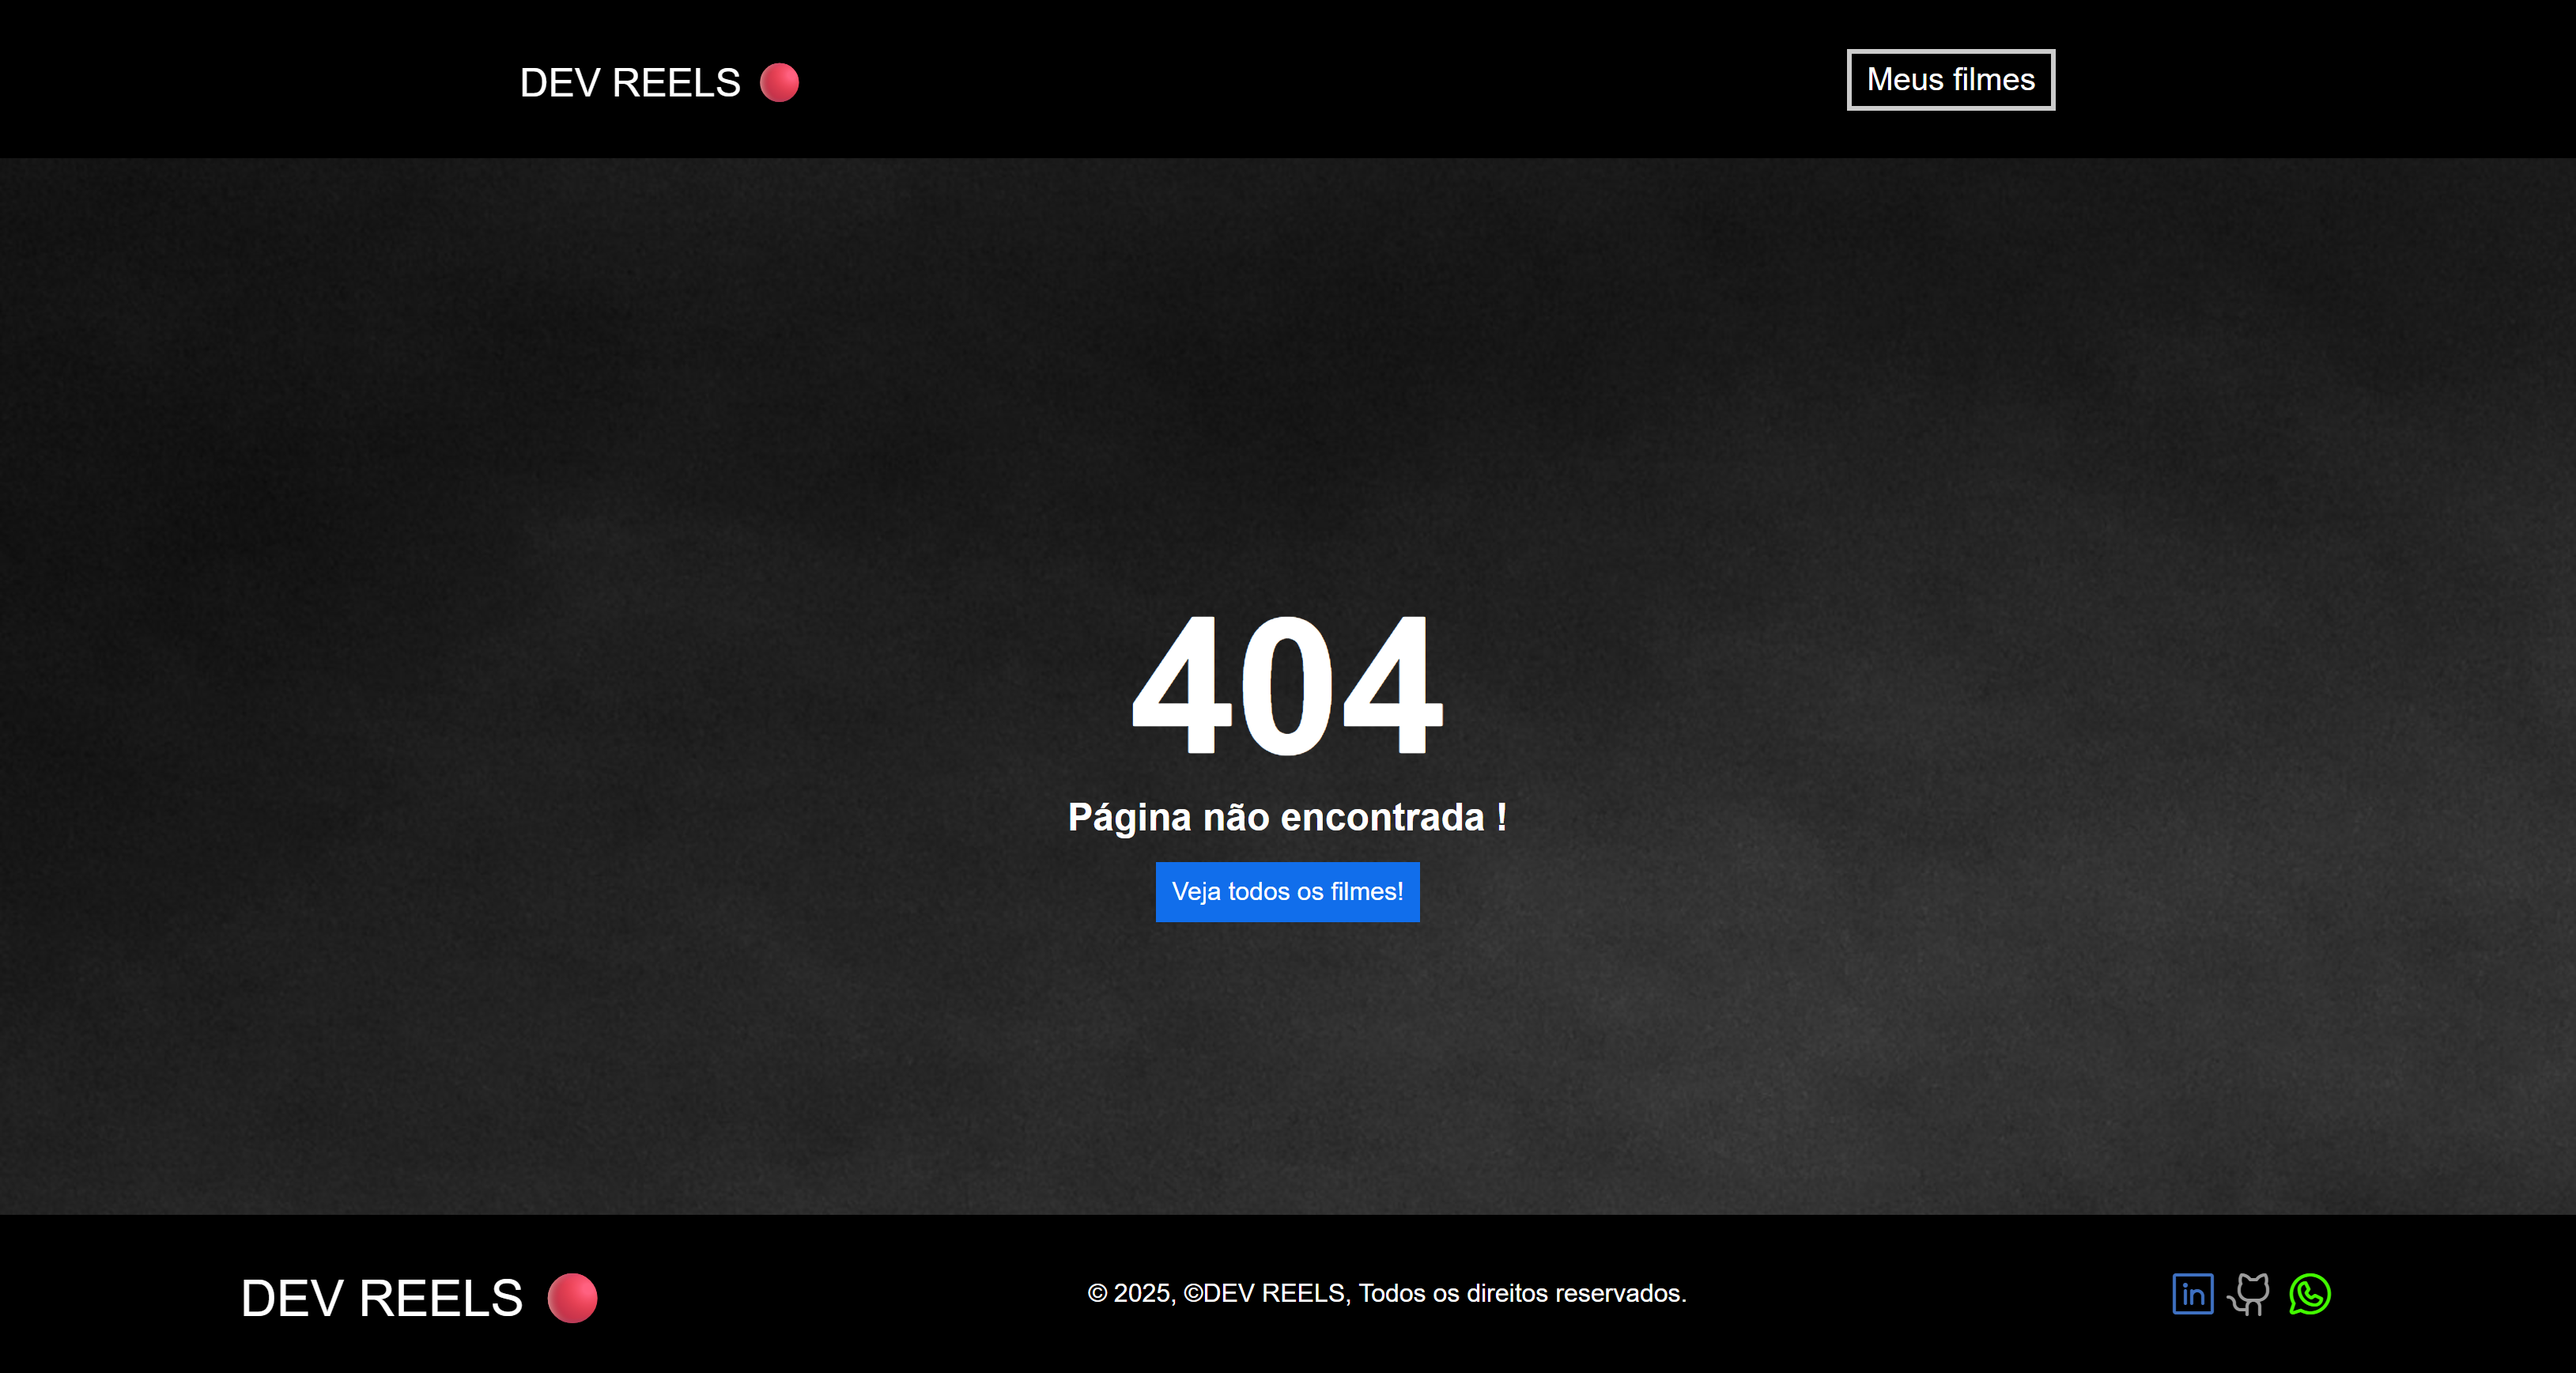 DEV REELS
Meus filmes
404
Página não encontrada !
Veja todos os filmes!
DEV REELS
© 2025, ©DEV REELS, Todos os direitos reservados.
in